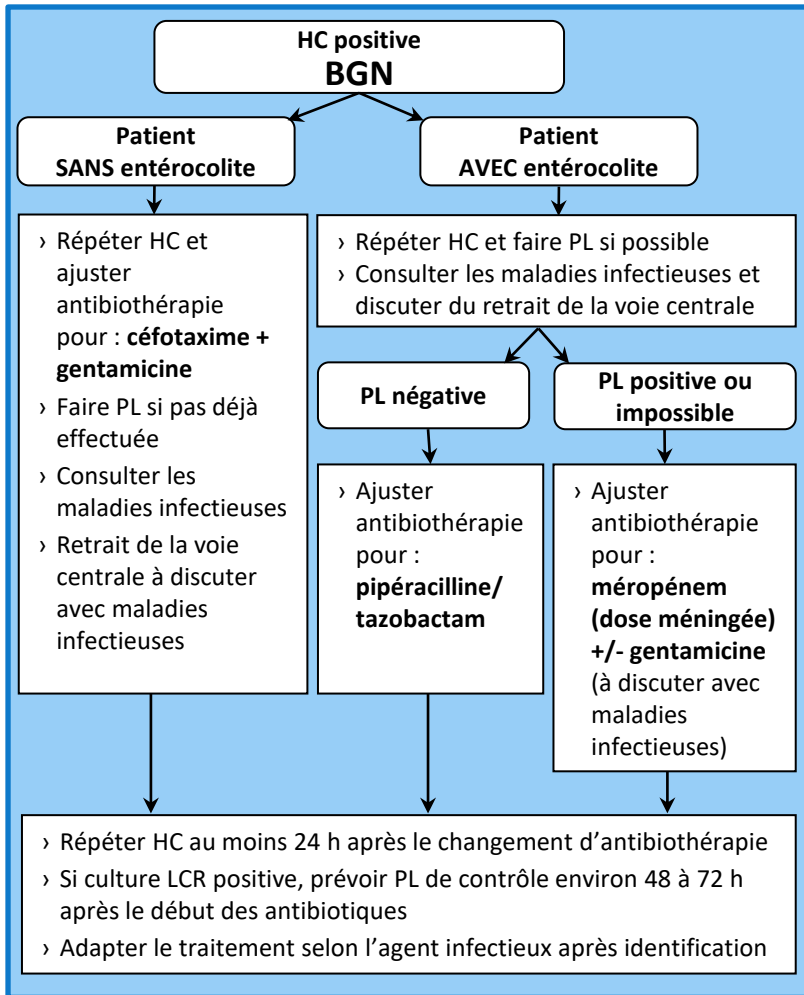 HC positive
BGN
Patient
SANS entérocolite
Patient
AVEC entérocolite
› Répéter HC et
ajuster
antibiothérapie
pour : céfotaxime +
gentamicine
› Faire PL si pas déjà
effectuée
› Consulter les
maladies infectieuses
› Retrait de la voie
centrale à discuter
avec maladies
infectieuses
› Répéter HC et faire PL si possible
› Consulter les maladies infectieuses et
discuter du retrait de la voie centrale
PL négative
PL positive ou
impossible
› Ajuster
antibiothérapie
pour :
pipéracilline/
tazobactam
› Ajuster
antibiothérapie
pour :
méropénem
(dose méningée)
+/- gentamicine
(à discuter avec
maladies
infectieuses)
› Répéter HC au moins 24 h après le changement d’antibiothérapie
› Si culture LCR positive, prévoir PL de contrôle environ 48 à 72 h
après le début des antibiotiques
› Adapter le traitement selon l’agent infectieux après identification